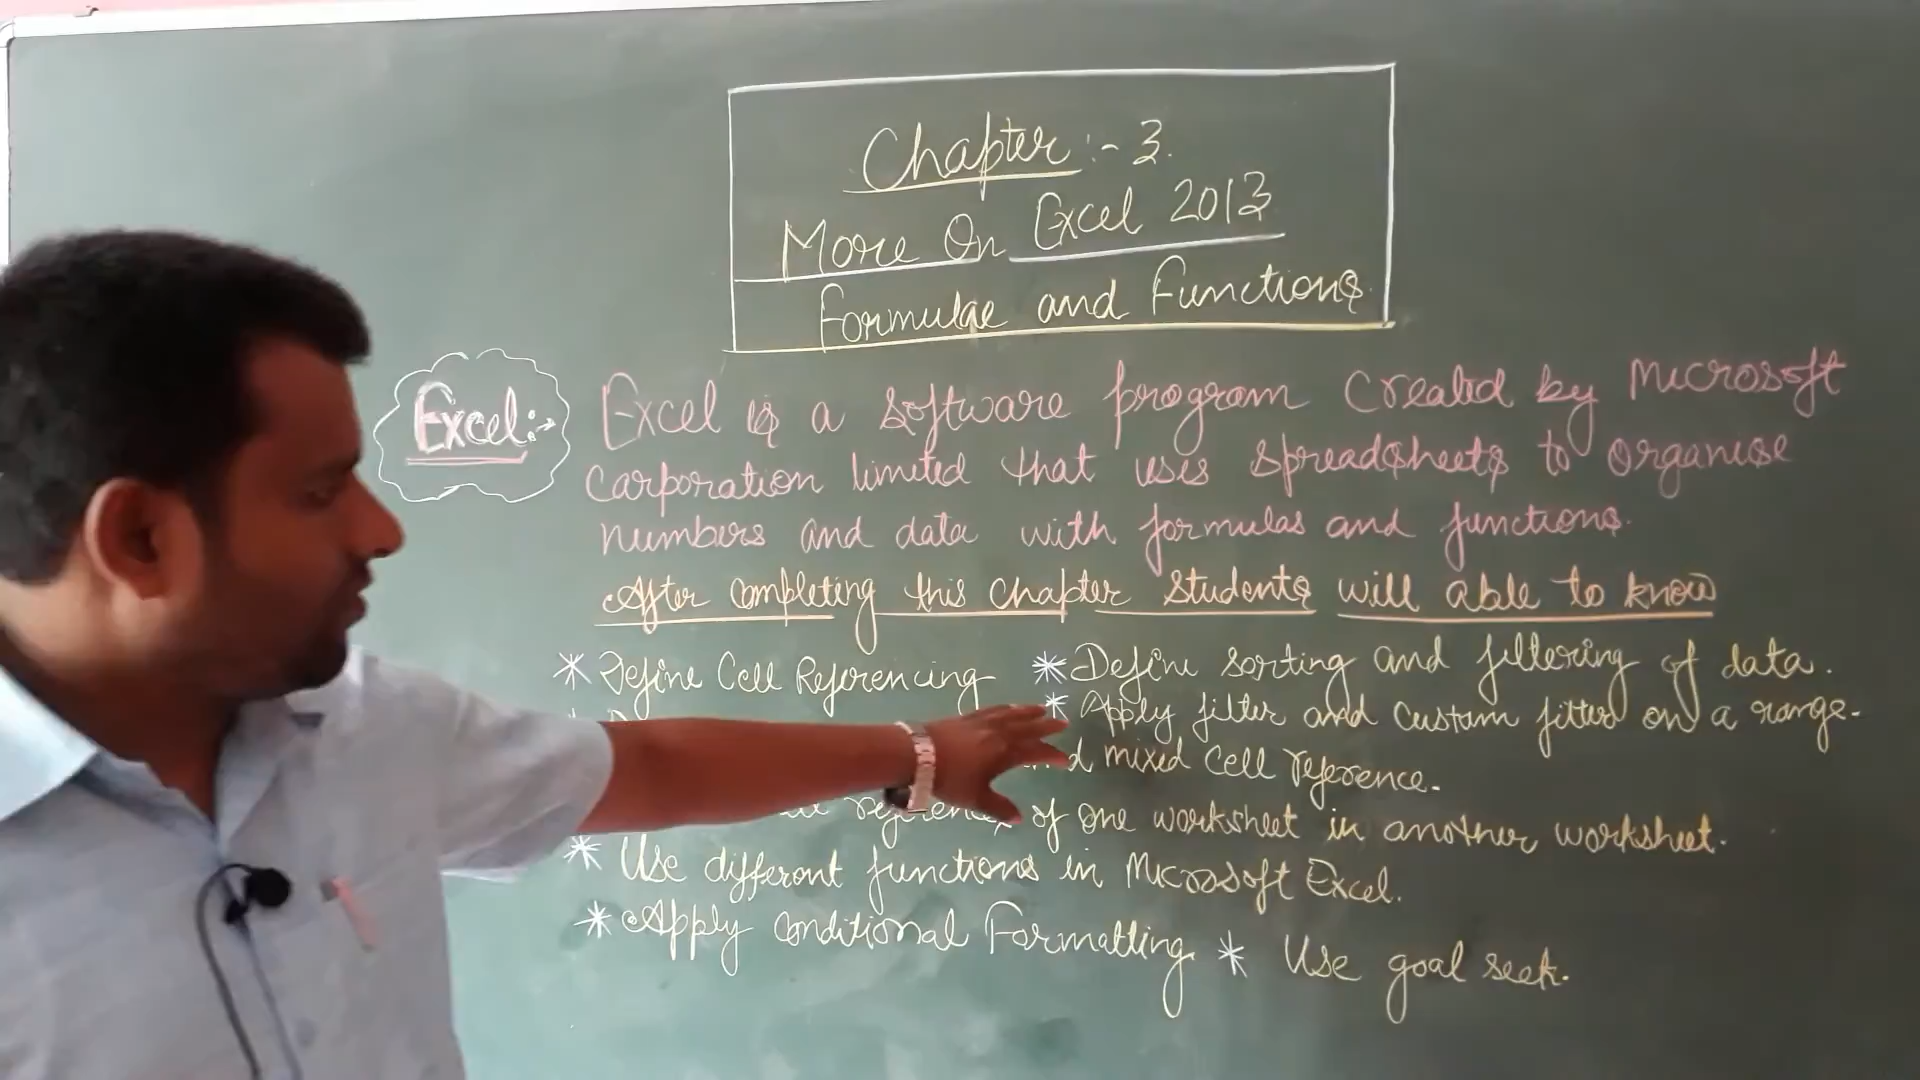 Chapter :- 3.
More On Excel 2013
Formulae and Functions.
Excel:→
Excel is a software program Created by Microsoft
Carporation limited that uses Spreadsheets to organise
numbers and data with formulas and functions.
After Completing this Chapter Students will able to know
* Define Cell Referencing * Define Sorting and filtering of data.
* Apply filter and Custom filter on a range.
mixed Cell reference.
of one worksheet in another worksheet.
* Use different functions in Microsoft Excel.
* Apply Conditional Formatting * Use goal seek.